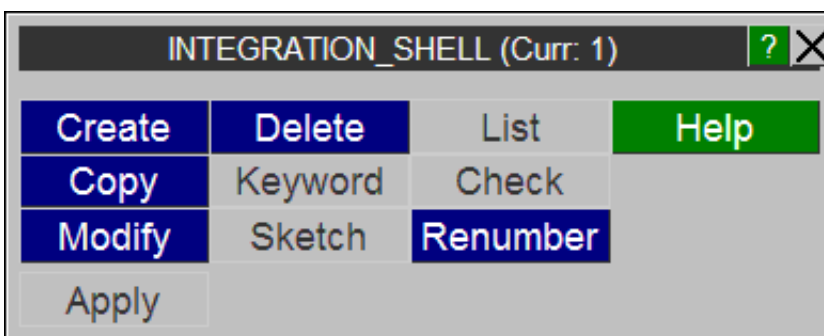 INTEGRATION_SHELL (Curr: 1) ? X
Create Delete List Help
Copy Keyword Check
Modify Sketch Renumber
Apply